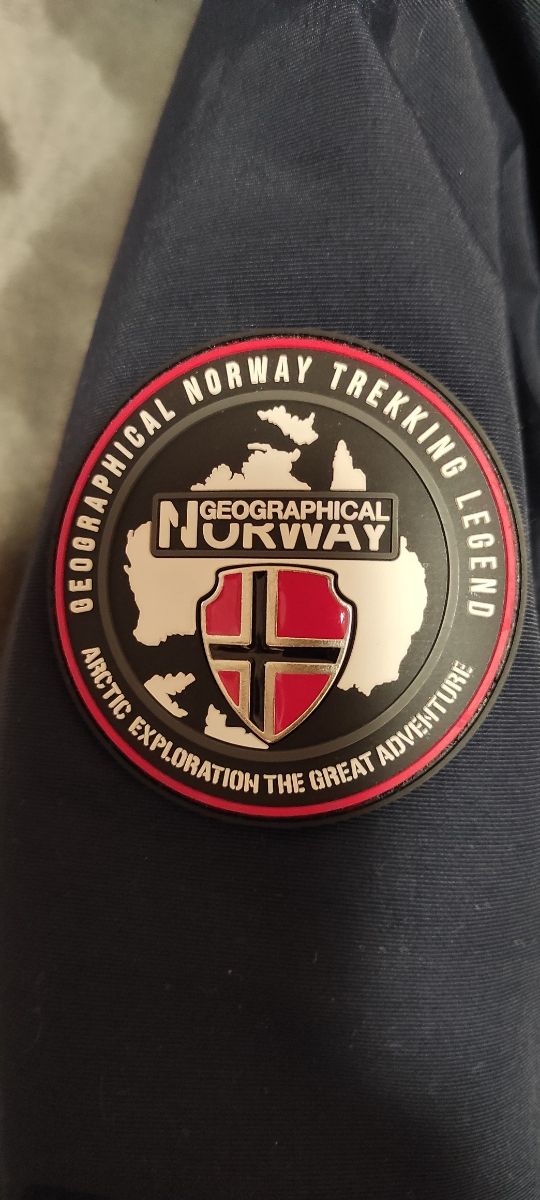 GEOGRAPHICAL NORWAY TREKKING LEGEND
GEOGRAPHICAL
NORWAY
ARCTIC EXPLORATION THE GREAT ADVENTURE